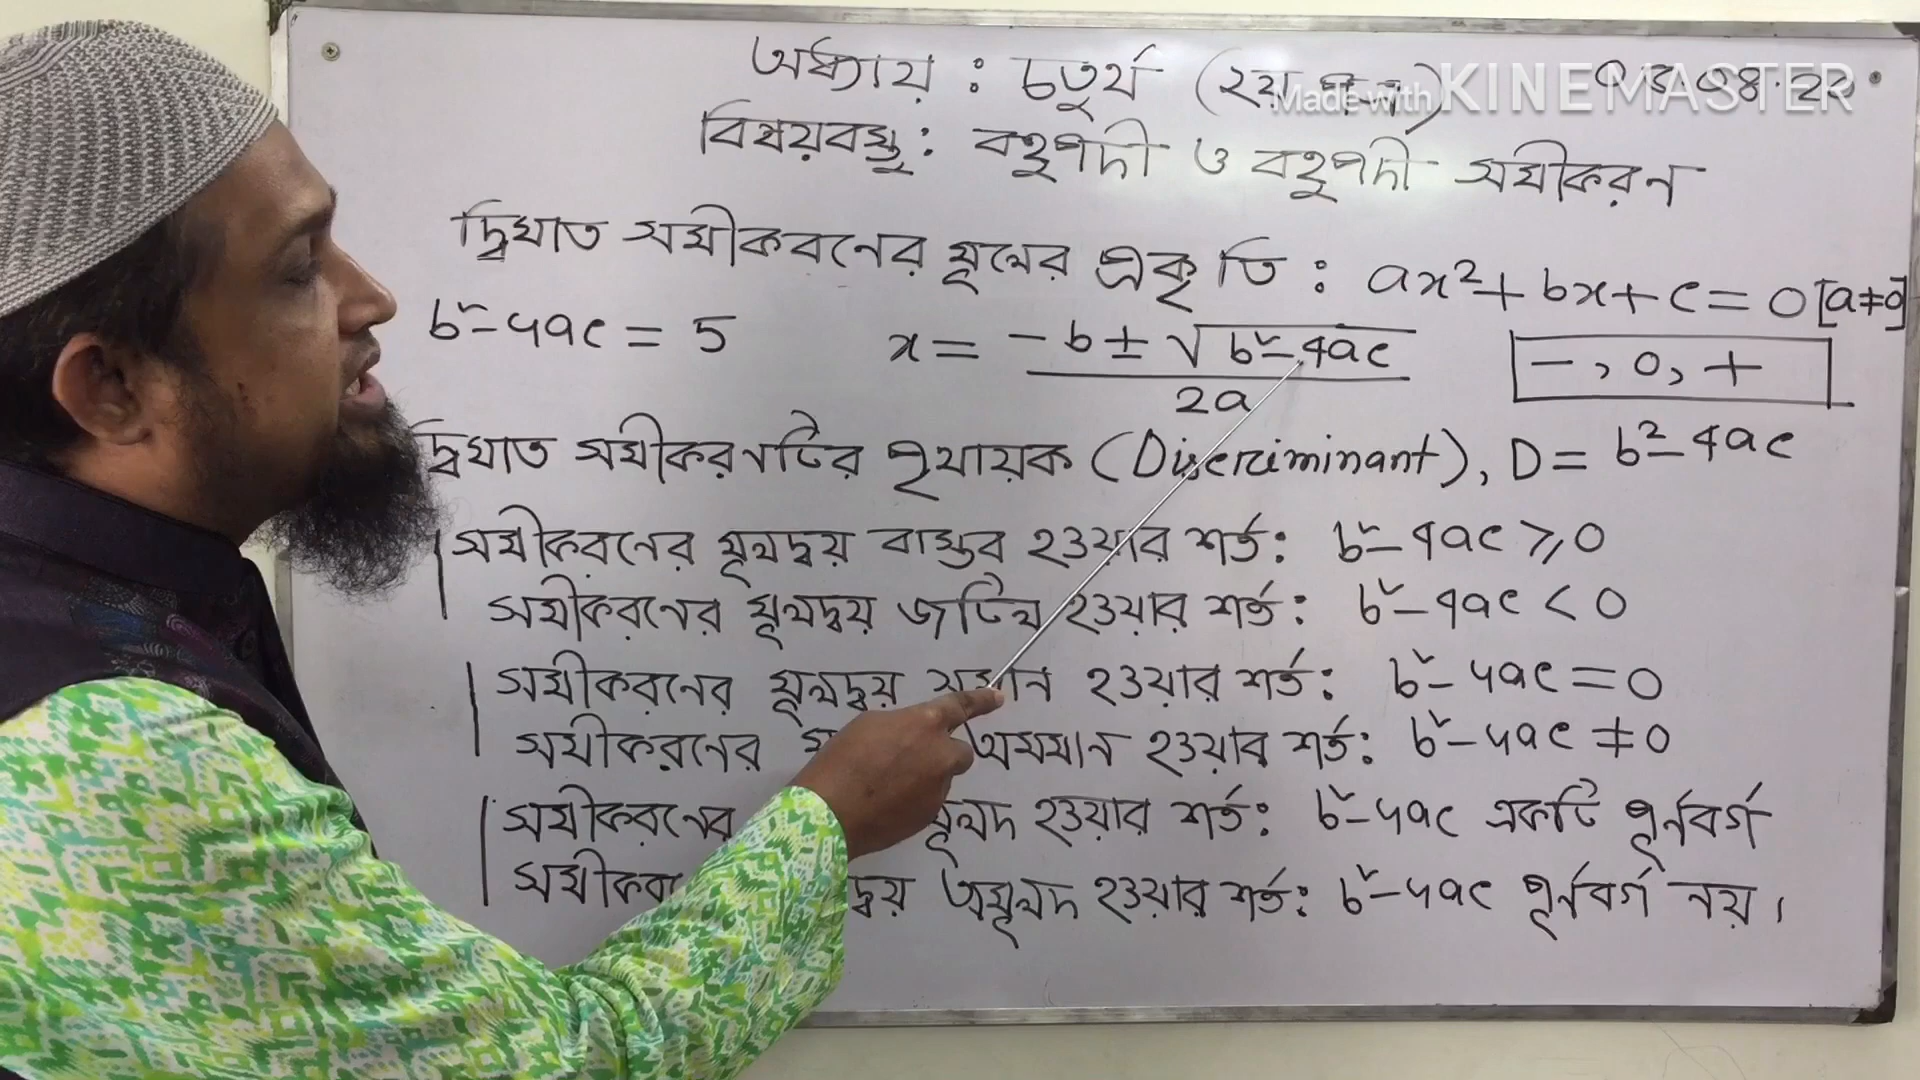 অধ্যায় : চতুর্থ (২য় পত্র)
Made with KINEMASTER
বিষয়বস্তু : বহুপদী ও বহুপদী সমীকরণ
দ্বিঘাত সমীকরণের মূলের প্রকৃতি : ax²+bx+c=0 [a≠0]
b²-4ac = 5 x = -b ± √b²-4ac / 2a -, 0, +
দ্বিঘাত সমীকরণটির পৃথায়ক (Discriminant), D = b²-4ac
সমীকরণের মূলদ্বয় বাস্তব হওয়ার শর্ত : b²-4ac ≥ 0
সমীকরণের মূলদ্বয় জটিল হওয়ার শর্ত : b²-4ac < 0
সমীকরণের মূলদ্বয় সমান হওয়ার শর্ত : b²-4ac = 0
সমীকরণের অসমান হওয়ার শর্ত : b²-4ac ≠ 0
সমীকরণের মূলদ হওয়ার শর্ত : b²-4ac একটি পূর্নবর্গ
অমূলদ হওয়ার শর্ত : b²-4ac পূর্নবর্গ নয়।